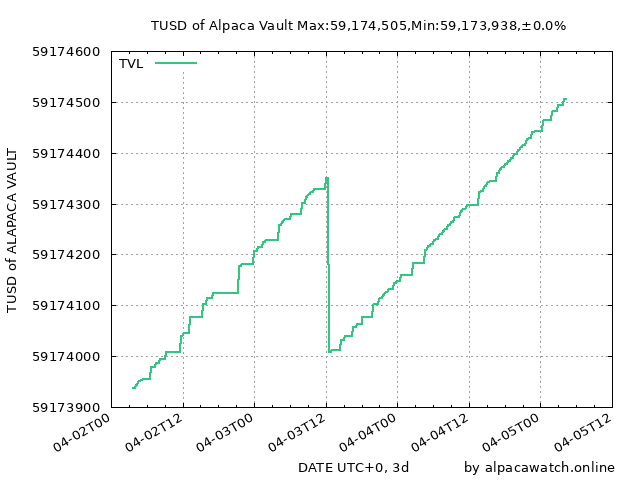 TUSD of Alpaca Vault Max:59,174,505,Min:59,173,938,±0.0%
TVL
TUSD of ALAPACA VAULT
59174600
59174500
59174400
59174300
59174200
59174100
59174000
59173900
04-02T00
04-02T12
04-03T00
04-03T12
04-04T00
04-04T12
04-05T00
04-05T12
DATE UTC+0, 3d
by alpacawatch.online